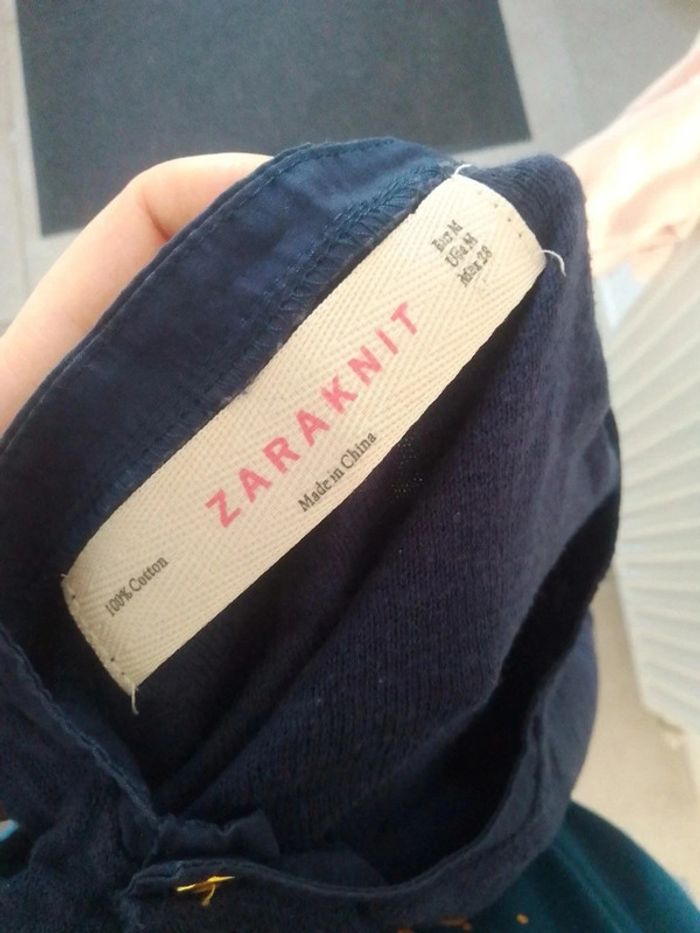 Eur M
USA M
Mex 28
ZARAKNIT
Made in China
100% Cotton